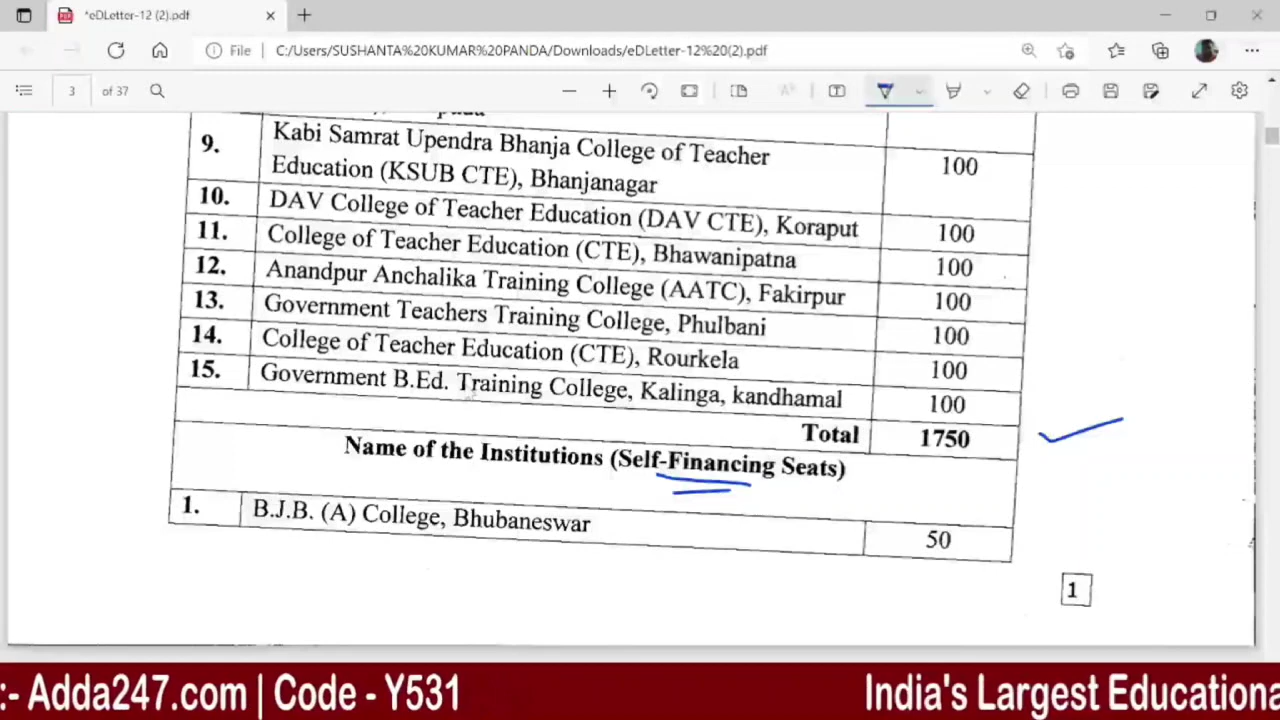 *eDLetter-12 (2).pdf
File C:/Users/SUSHANTA%20KUMAR%20PANDA/Downloads/eDLetter-12%20(2).pdf
3 of 37
9. Kabi Samrat Upendra Bhanja College of Teacher
Education (KSUB CTE), Bhanjanagar 100
10. DAV College of Teacher Education (DAV CTE), Koraput 100
11. College of Teacher Education (CTE), Bhawanipatna 100
12. Anandpur Anchalika Training College (AATC), Fakirpur 100
13. Government Teachers Training College, Phulbani 100
14. College of Teacher Education (CTE), Rourkela 100
15. Government B.Ed. Training College, Kalinga, kandhamal 100
Total 1750
Name of the Institutions (Self-Financing Seats)
1. B.J.B. (A) College, Bhubaneswar 50
1
:- Adda247.com | Code - Y531 India's Largest Educationa